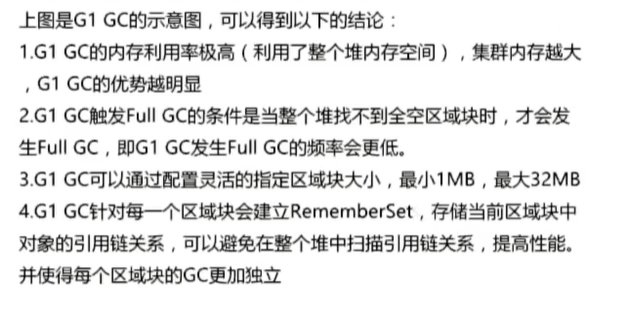 上图是G1 GC的示意图，可以得到以下的结论：
1.G1 GC的内存利用率极高（利用了整个堆内存空间），集群内存越大
，G1 GC的优势越明显
2.G1 GC触发Full GC的条件是当整个堆找不到全空区域块时，才会发
生Full GC，即G1 GC发生Full GC的频率会更低。
3.G1 GC可以通过配置灵活的指定区域块大小，最小1MB，最大32MB
4.G1 GC针对每一个区域块会建立RememberSet，存储当前区域块中
对象的引用链关系，可以避免在整个堆中扫描引用链关系，提高性能。
并使得每个区域块的GC更加独立